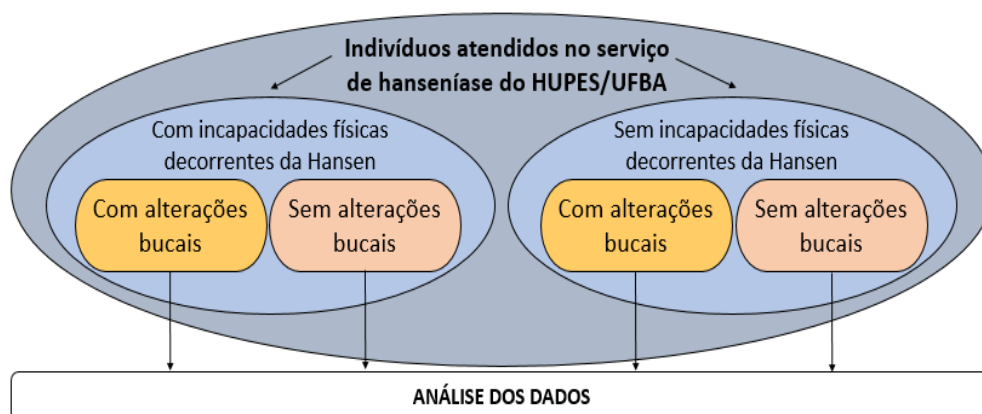 Indivíduos atendidos no serviço
de hanseníase do HUPES/UFBA
Com incapacidades físicas
decorrentes da Hansen
Sem incapacidades físicas
decorrentes da Hansen
Com alterações
bucais
Sem alterações
bucais
Com alterações
bucais
Sem alterações
bucais
ANÁLISE DOS DADOS